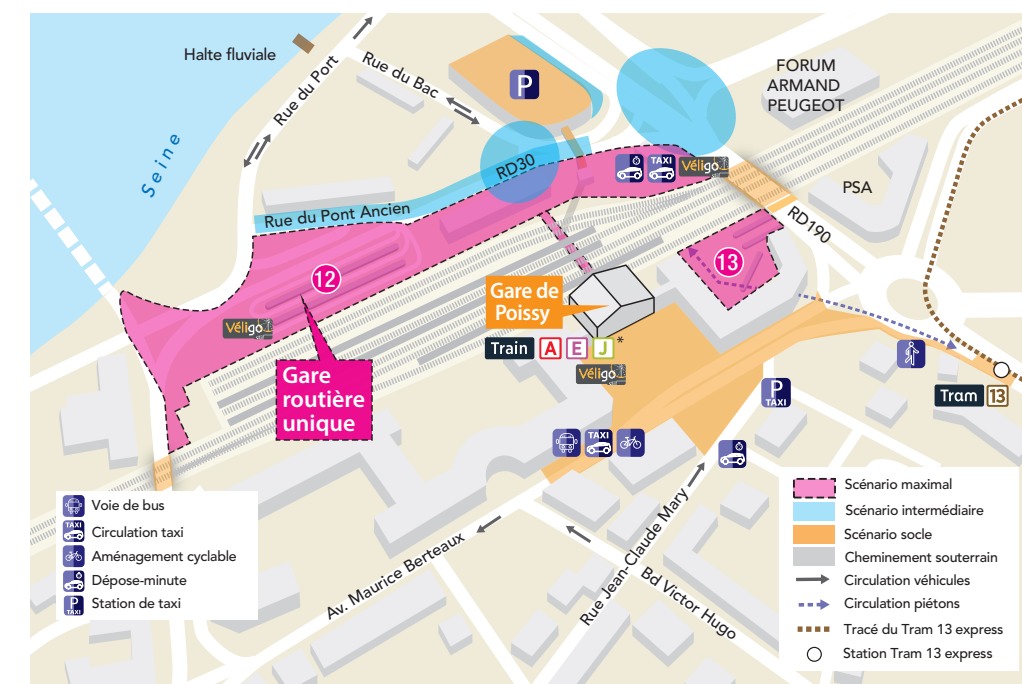 Halte fluviale
Rue du Port
Rue du Bac
P
FORUM
ARMAND
PEUGEOT
Seine
RD30
TAXI
Véligo
Rue du Pont Ancien
PSA
RD190
12
13
Gare de
Poissy
Véligo
Train A E J *
Véligo
Gare
routière
unique
P
TAXI
Tram 13
TAXI
Av. Maurice Berteaux
Rue Jean-Claude Mary
Bd Victor Hugo
Voie de bus
TAXI
Circulation taxi
Aménagement cyclable
Dépose-minute
P
TAXI
Station de taxi
Scénario maximal
Scénario intermédiaire
Scénario socle
Cheminement souterrain
Circulation véhicules
Circulation piétons
Tracé du Tram 13 express
Station Tram 13 express